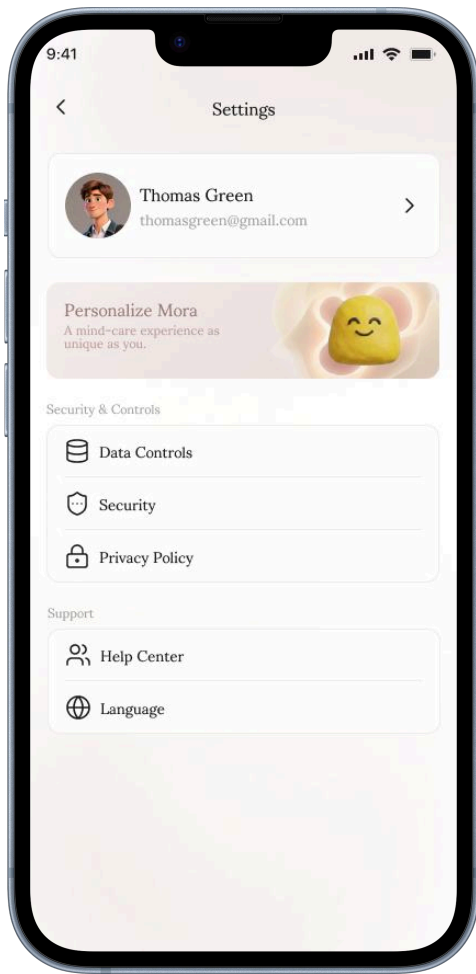 9:41
Settings
Thomas Green
thomasgreen@gmail.com
Personalize Mora
A mind-care experience as
unique as you.
Security & Controls
Data Controls
Security
Privacy Policy
Support
Help Center
Language